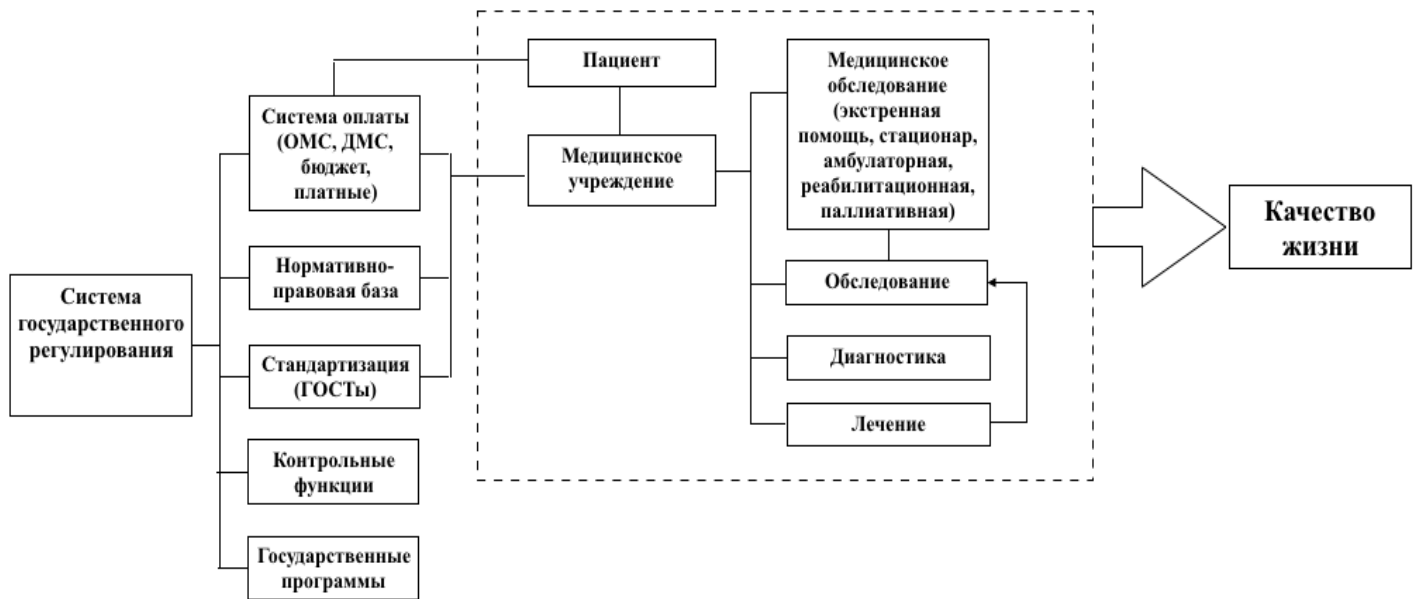 Система
государственного
регулирования
Система оплаты
(ОМС, ДМС,
бюджет,
платные)
Нормативно-
правовая база
Стандартизация
(ГОСТы)
Контрольные
функции
Государственные
программы
Пациент
Медицинское
учреждение
Медицинское
обследование
(экстренная
помощь, стационар,
амбулаторная,
реабилитационная,
паллиативная)
Обследование
Диагностика
Лечение
Качество
жизни